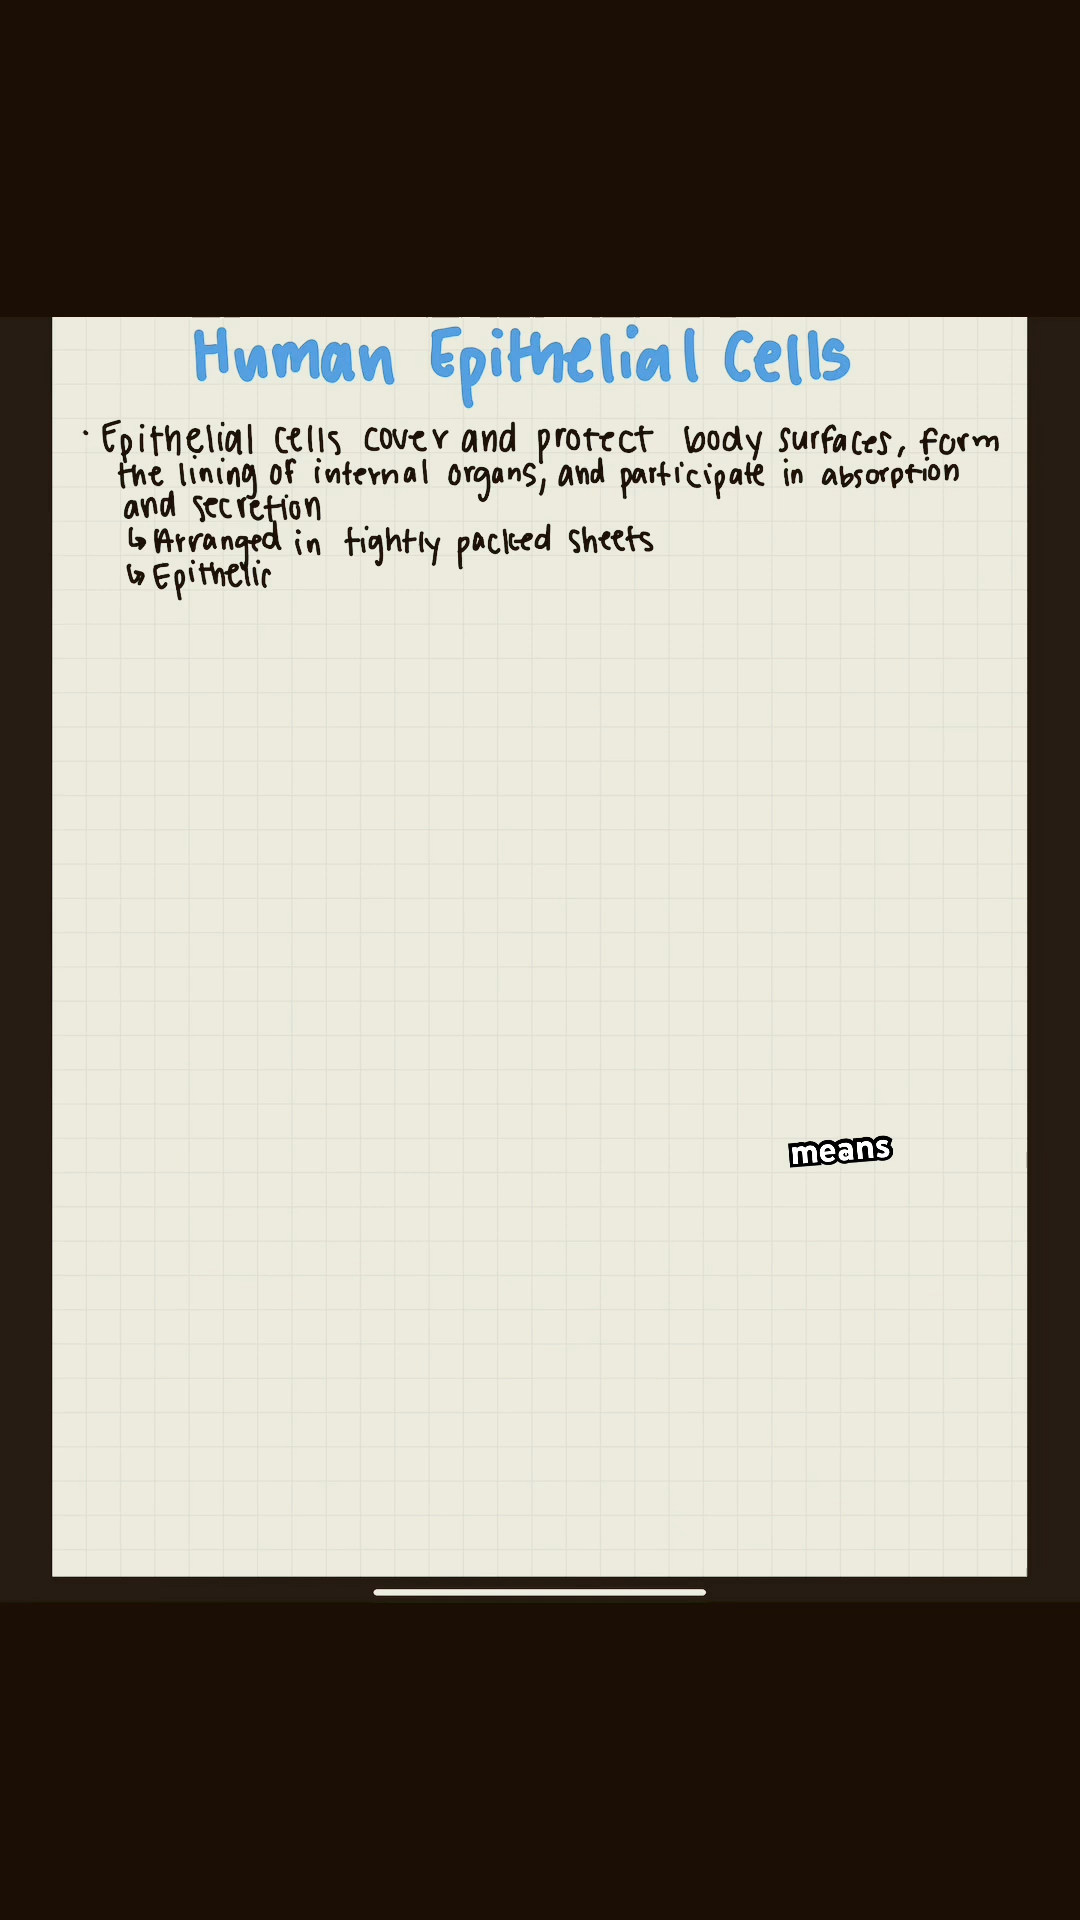 Human Epithelial Cells
· Epithelial cells cover and protect body surfaces, form
the lining of internal organs, and participate in absorption
and secretion
↳ Arranged in tightly packed sheets
↳ Epithelic
means